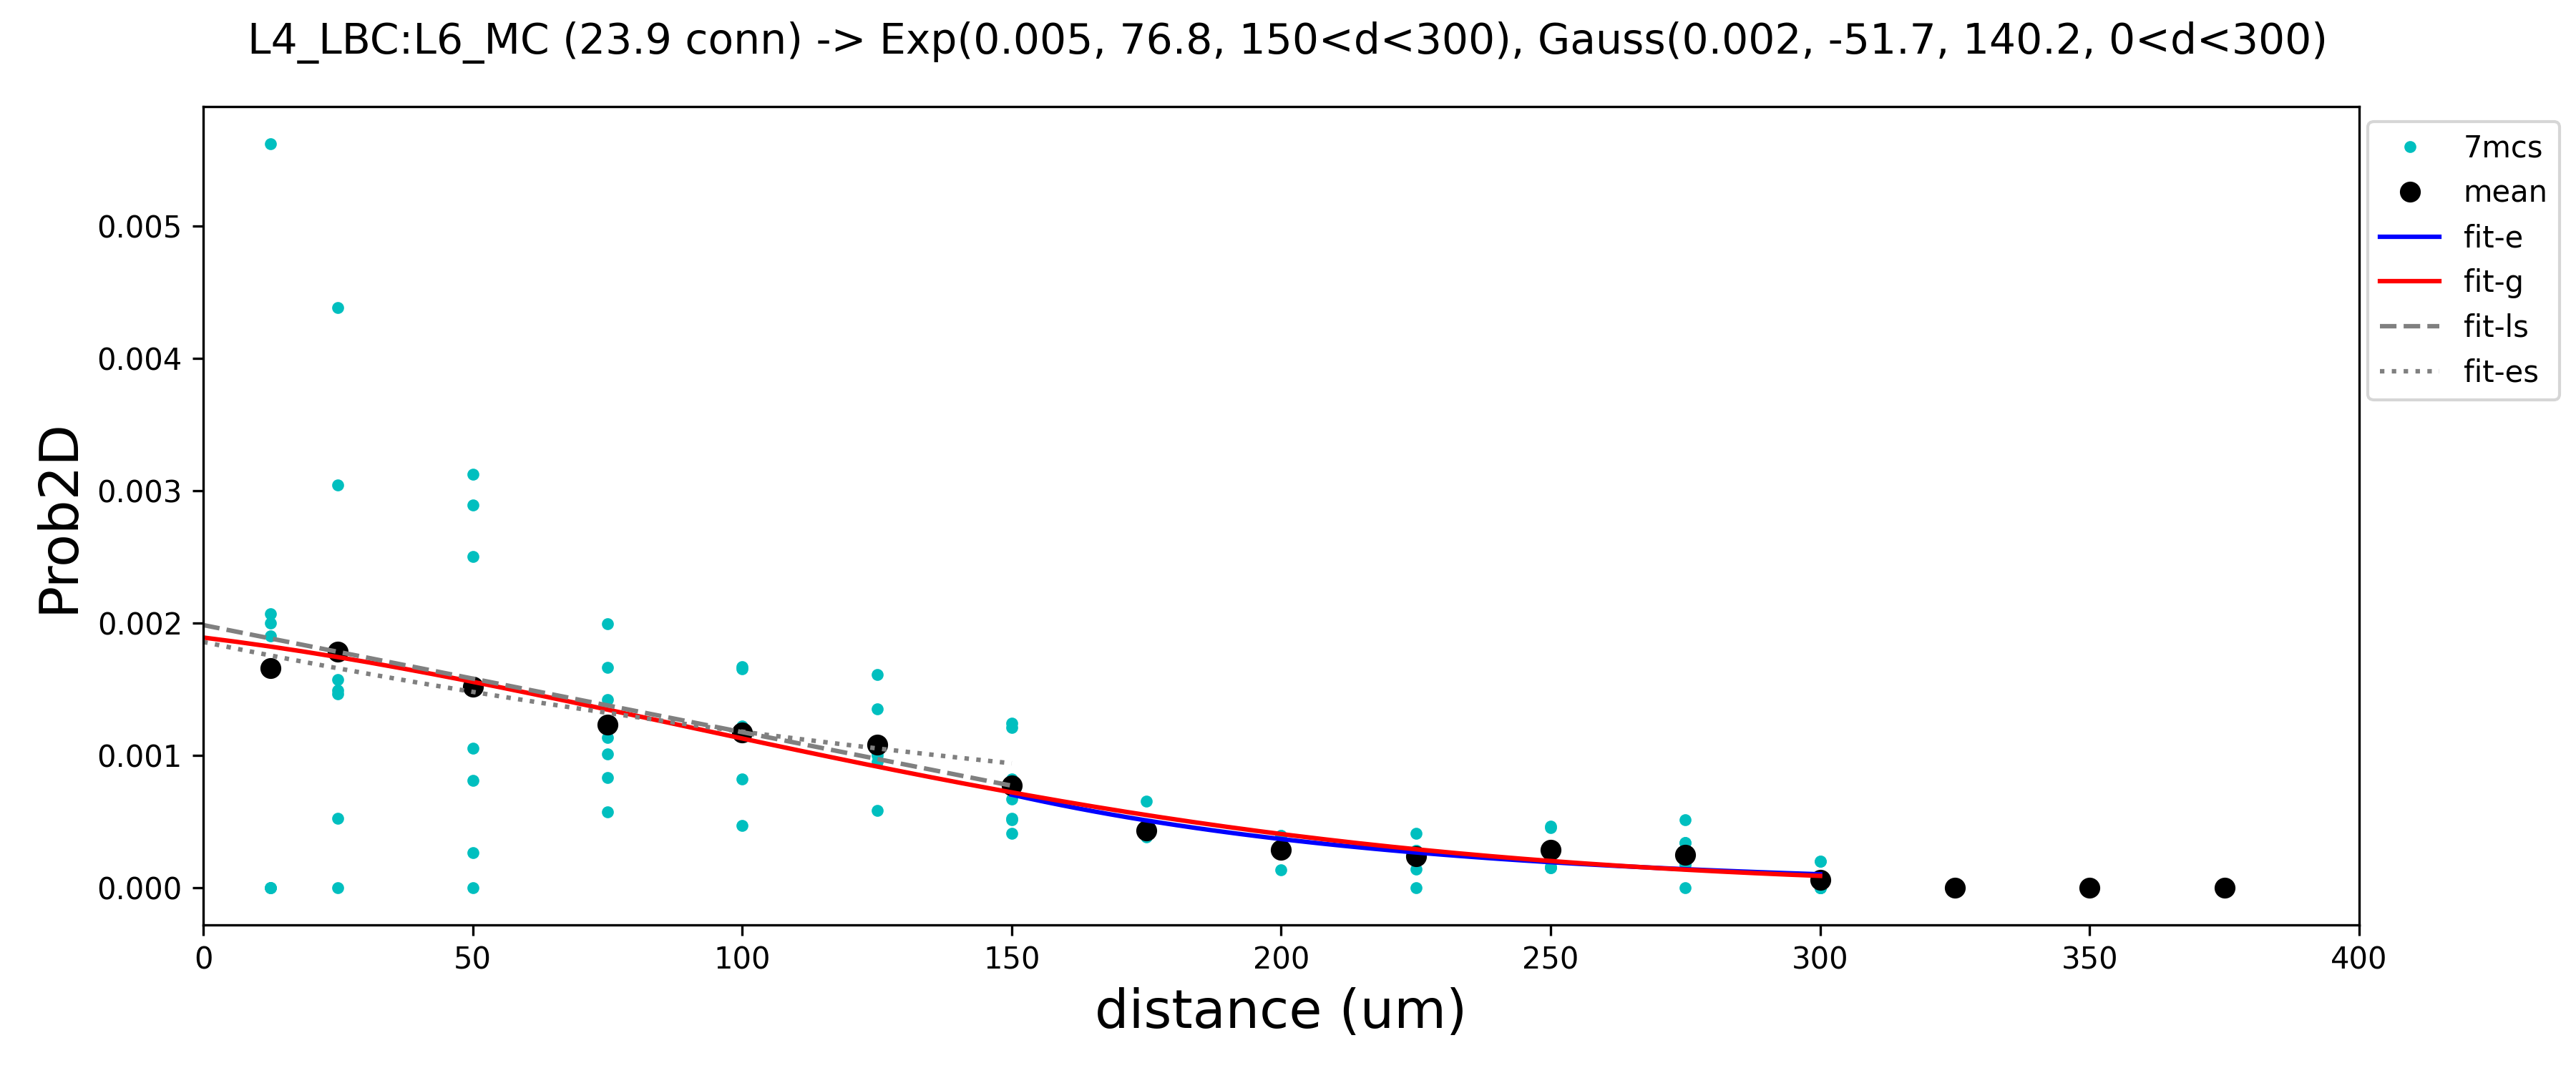 L4_LBC:L6_MC (23.9 conn) -> Exp(0.005, 76.8, 150<d<300), Gauss(0.002, -51.7, 140.2, 0<d<300)
7mcs
mean
fit-e
fit-g
fit-ls
fit-es
Prob2D
0.005
0.004
0.003
0.002
0.001
0.000
0 50 100 150 200 250 300 350 400
distance (um)